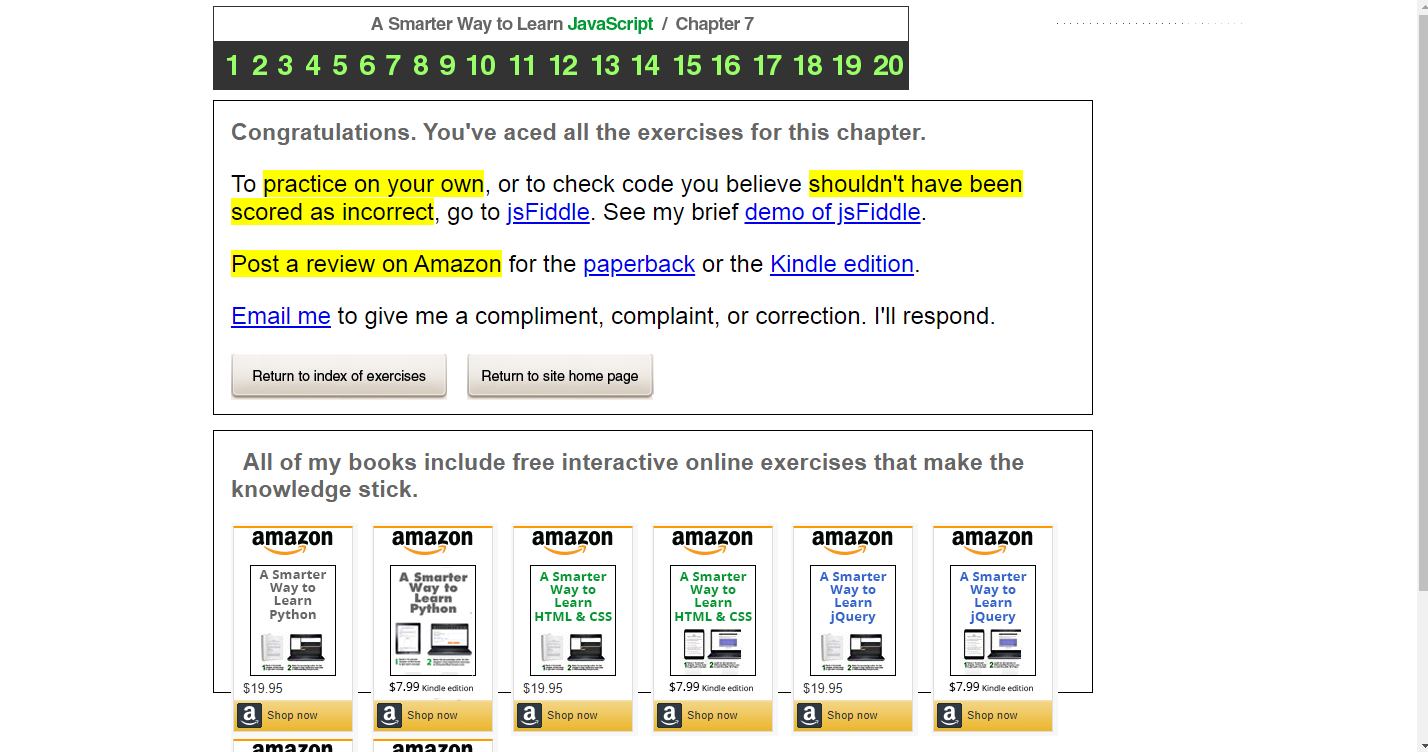 A Smarter Way to Learn JavaScript / Chapter 7
1 2 3 4 5 6 7 8 9 10 11 12 13 14 15 16 17 18 19 20
Congratulations. You've aced all the exercises for this chapter.
To practice on your own, or to check code you believe shouldn't have been
scored as incorrect, go to jsFiddle. See my brief demo of jsFiddle.
Post a review on Amazon for the paperback or the Kindle edition.
Email me to give me a compliment, complaint, or correction. I'll respond.
Return to index of exercises Return to site home page
All of my books include free interactive online exercises that make the
knowledge stick.
amazon amazon amazon amazon amazon amazon
A Smarter A Smarter A Smarter A Smarter A Smarter A Smarter
Way to Way to Way to Way to Way to Way to
Learn Learn Learn Learn Learn Learn
Python Python HTML & CSS HTML & CSS jQuery jQuery
$19.95 $7.99 Kindle edition $19.95 $7.99 Kindle edition $19.95 $7.99 Kindle edition
a Shop now a Shop now a Shop now a Shop now a Shop now a Shop now
amazon amazon